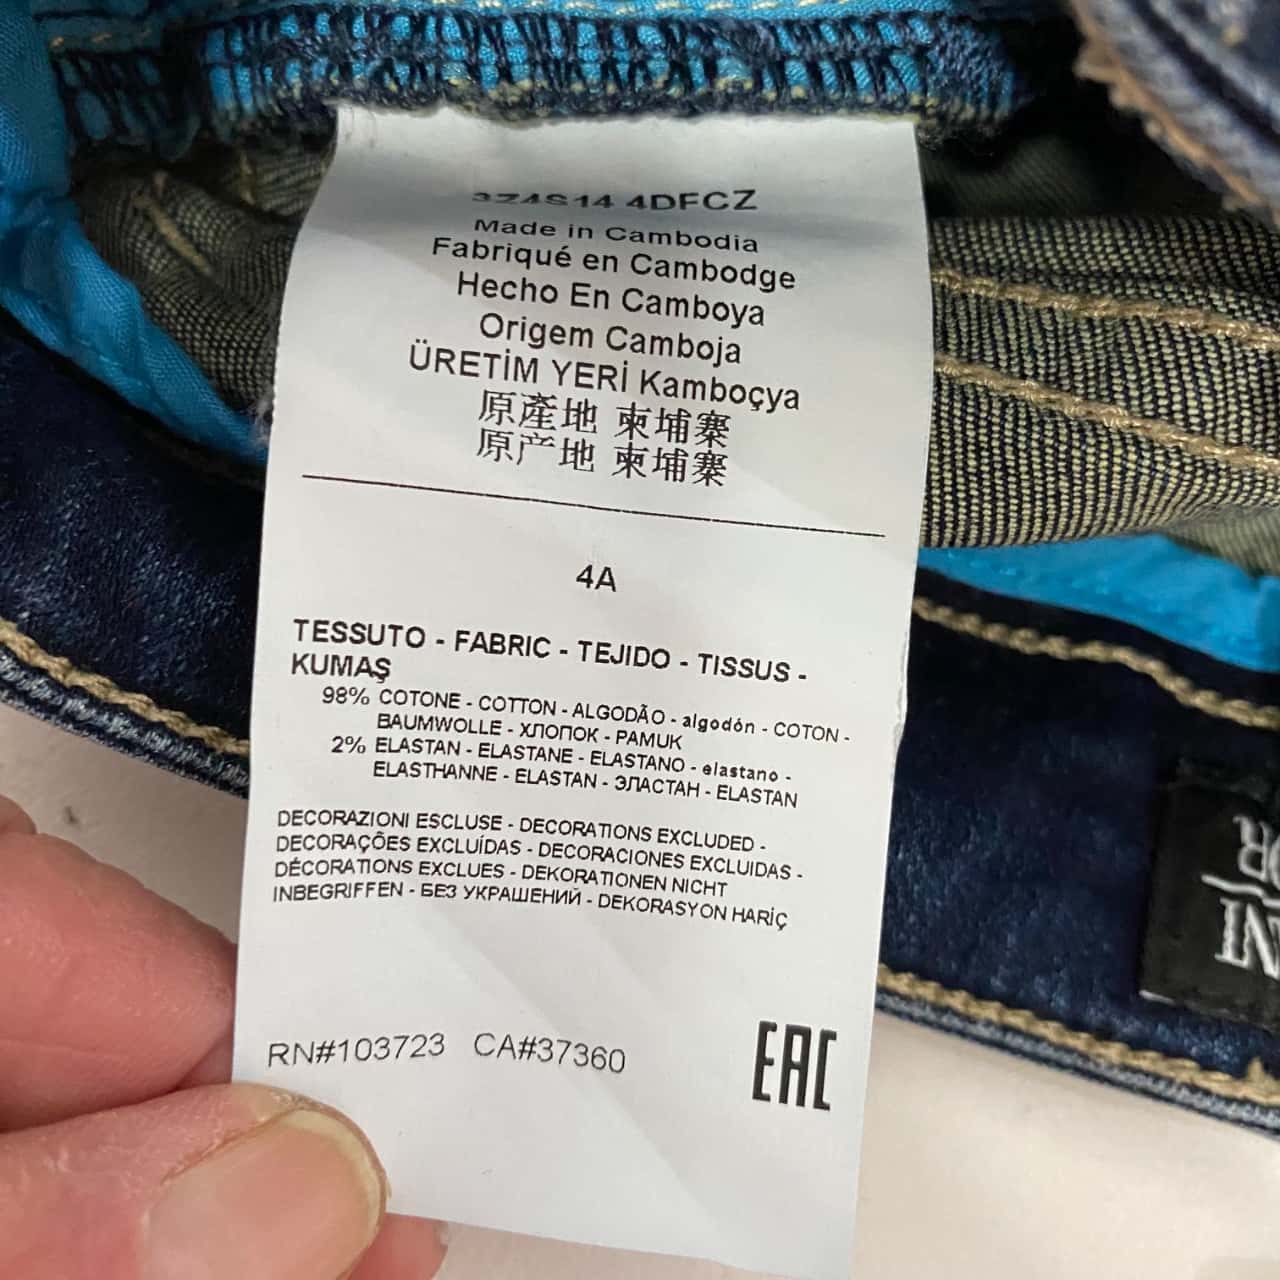 3Z4S14 4DFCZ
Made in Cambodia
Fabriqué en Cambodge
Hecho En Camboya
Origem Camboja
ÜRETİM YERİ Kamboçya
原產地 柬埔寨
原产地 柬埔寨
4A
TESSUTO - FABRIC - TEJIDO - TISSUS -
KUMAŞ
98% COTONE - COTTON - ALGODÃO - algodón - COTON -
BAUMWOLLE - ХЛОПОК - PAMUK
2% ELASTAN - ELASTANE - ELASTANO - elastano -
ELASTHANNE - ELASTAN - ЭЛАСТАН - ELASTAN
DECORAZIONI ESCLUSE - DECORATIONS EXCLUDED -
DECORAÇÕES EXCLUÍDAS - DECORACIONES EXCLUIDAS -
DÉCORATIONS EXCLUES - DEKORATIONEN NICHT
INBEGRIFFEN - БЕЗ УКРАШЕНИЙ - DEKORASYON HARİÇ
RN#103723 CA#37360
EAC